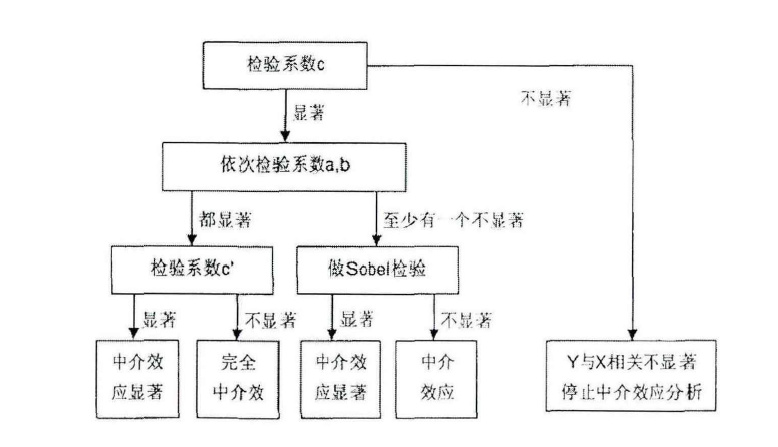 检验系数c
不显著
显著
依次检验系数a,b
都显著
至少有一个不显著
检验系数c'
做Sobel检验
显著
不显著
显著
不显著
中介效
应显著
完全
中介效
中介效
应显著
中介
效应
Y与X相关不显著
停止中介效应分析